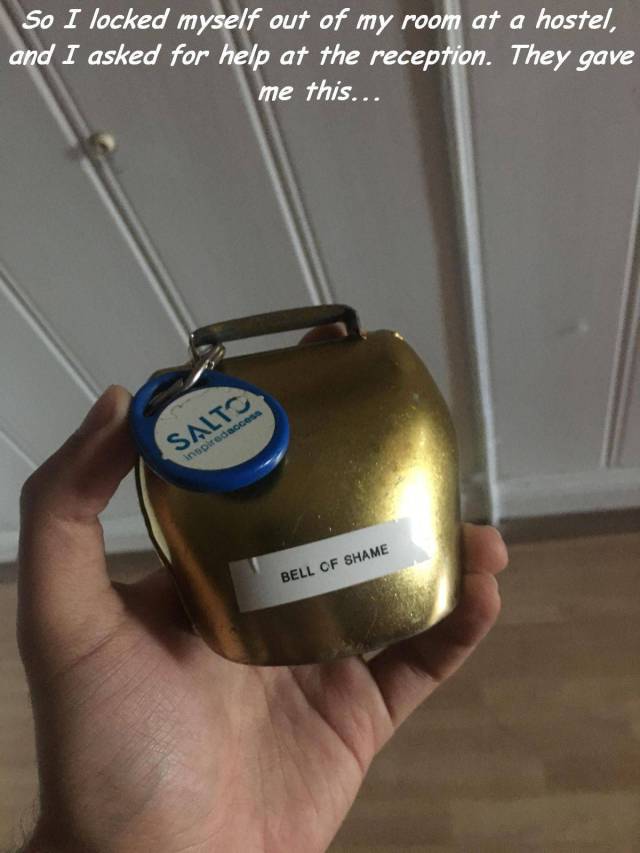 So I locked myself out of my room at a hostel,
and I asked for help at the reception. They gave
me this...
SALTO
inspiredaccess
BELL OF SHAME